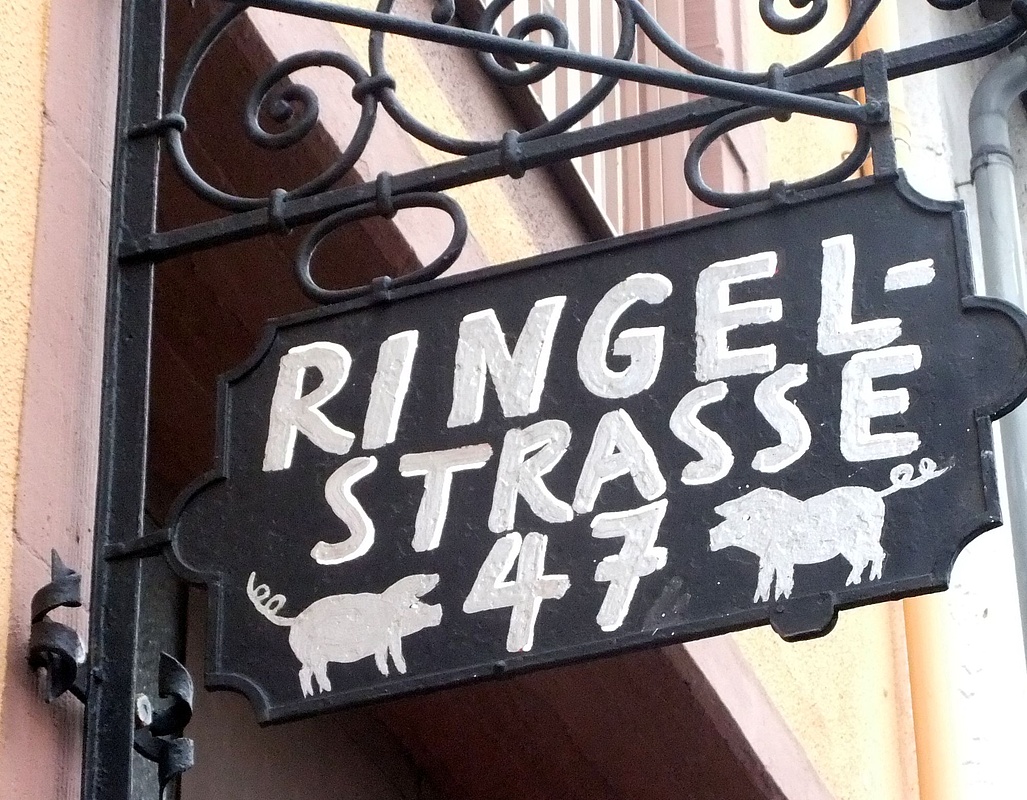 RINGEL-
STRASSE
47